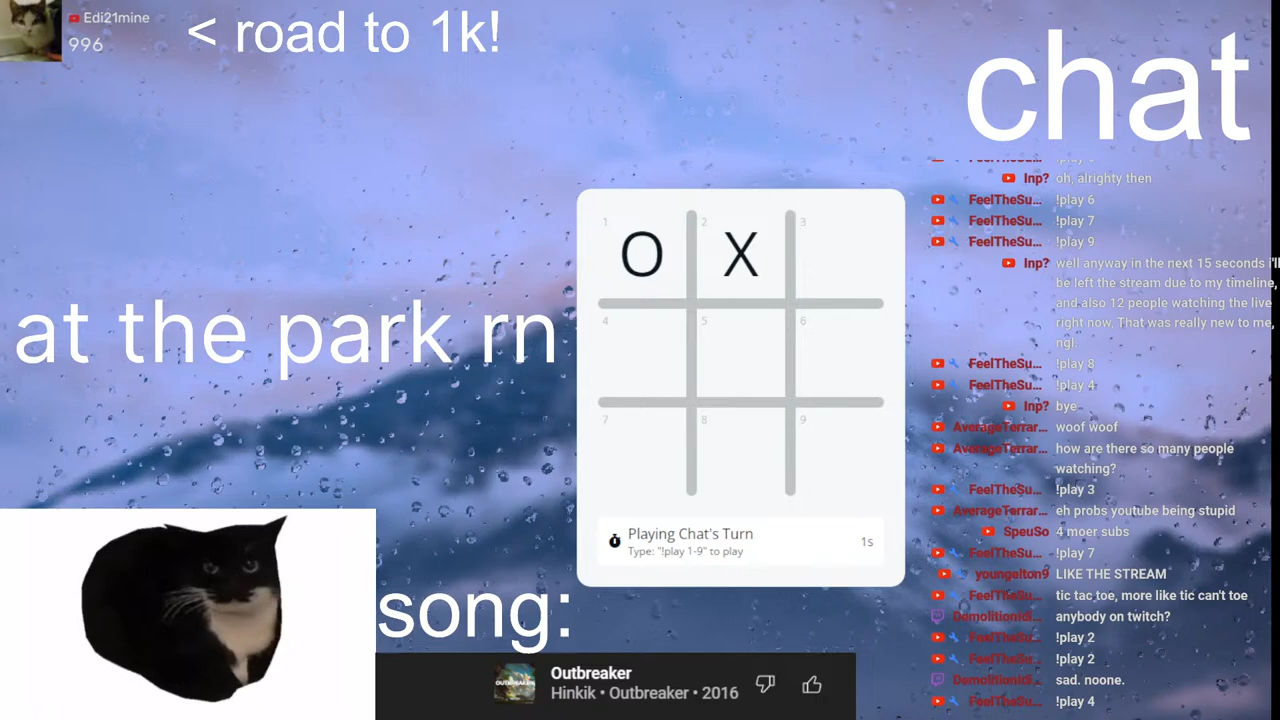 Edi21mine
996
< road to 1k!
chat
Inp? oh, alrighty then
FeelTheSu... !play 6
FeelTheSu... !play 7
FeelTheSu... !play 9
Inp? well anyway in the next 15 seconds i'll
be left the stream due to my timeline,
and also 12 people watching the live
right now, That was really new to me,
ngl.
FeelTheSu... !play 8
FeelTheSu... !play 4
Inp? bye
AverageTerrar... woof woof
AverageTerrar... how are there so many people
watching?
FeelTheSu... !play 3
AverageTerrar... eh probs youtube being stupid
SpeuSo 4 moer subs
FeelTheSu... !play 7
youngelton9 LIKE THE STREAM
FeelTheSu... tic tac toe, more like tic can't toe
Demolitionidi... anybody on twitch?
FeelTheSu... !play 2
FeelTheSu... !play 2
Demolitionidi... sad. noone.
FeelTheSu... !play 4
1 2 3
O X
4 5 6
7 8 9
Playing Chat's Turn
Type: "!play 1-9" to play
1s
at the park rn
song:
OUTBREAKER
Outbreaker
Hinkik • Outbreaker • 2016